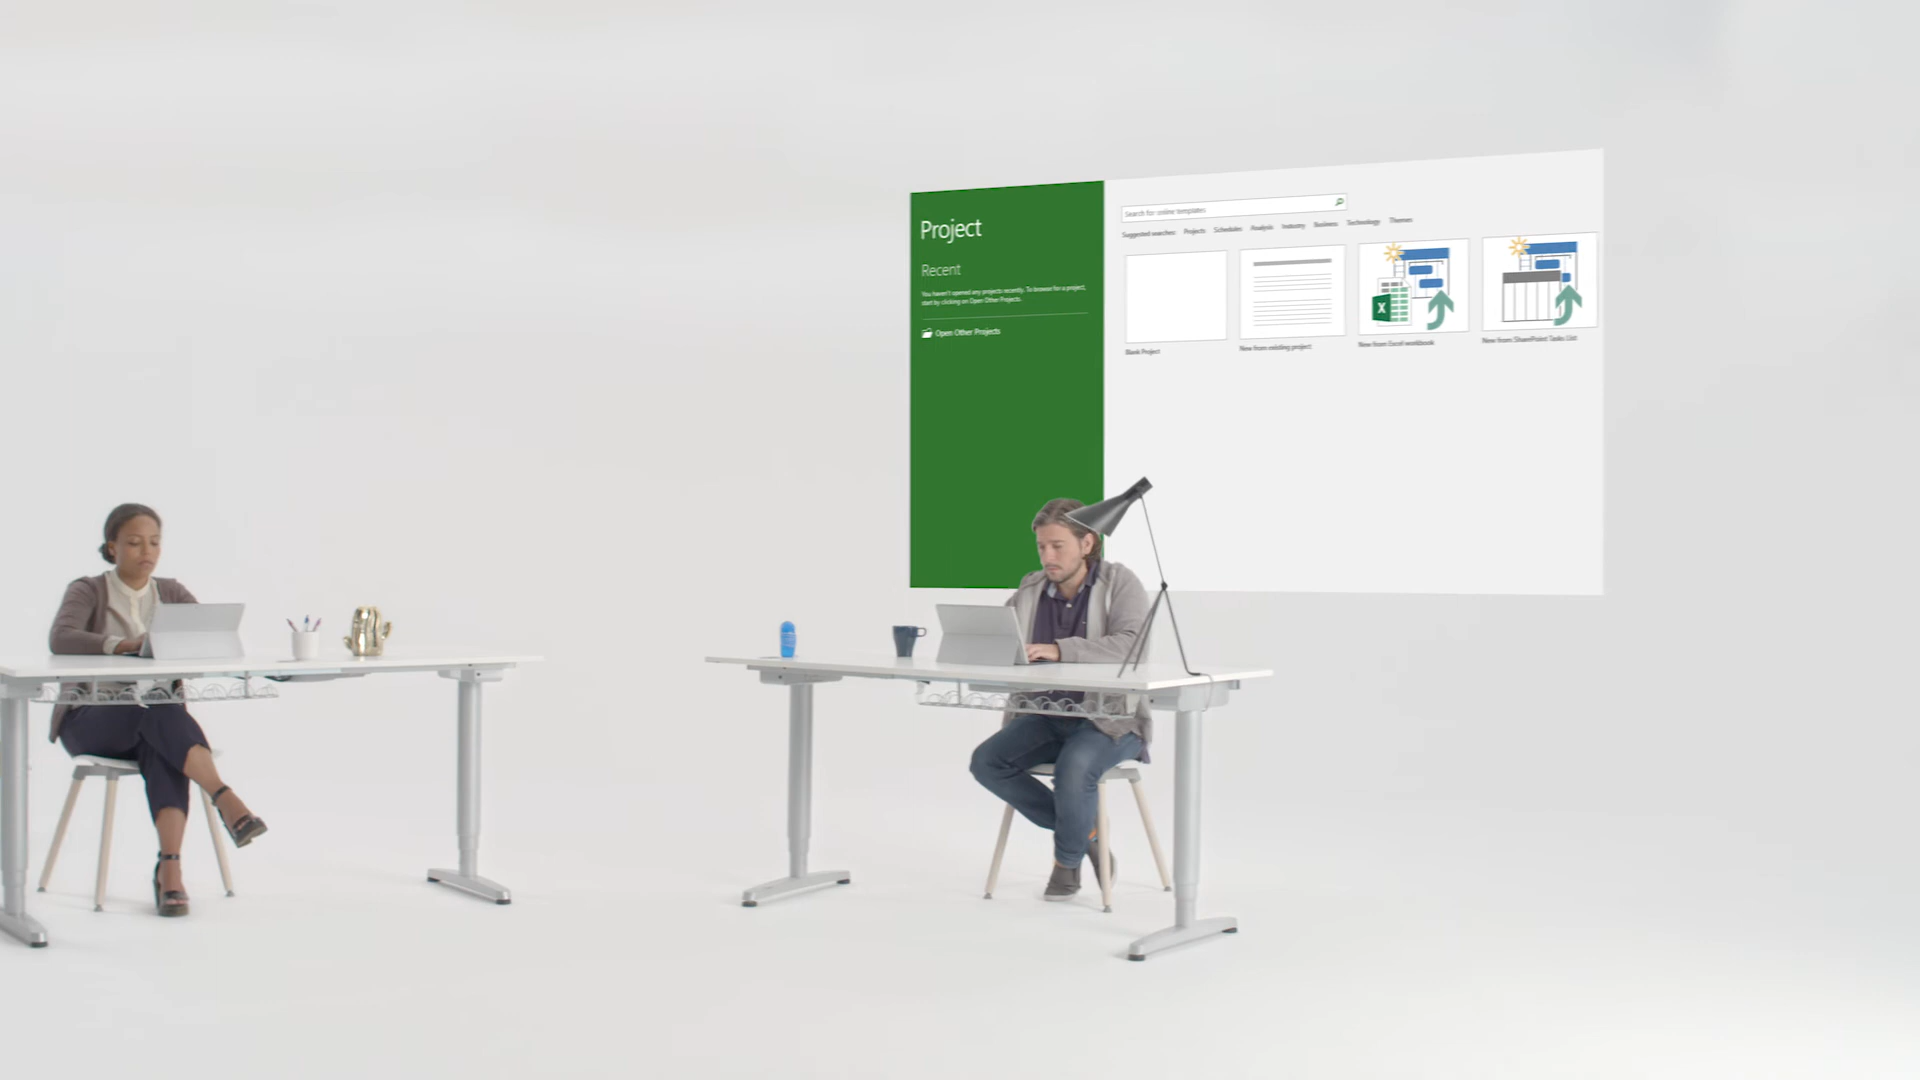 Project
Recent
You haven't opened any projects recently. To browse for a project,
start by clicking on Open Other Projects.
Open Other Projects
Search for online templates
Suggested searches: Projects Schedules Analysis Industry Business Technology Themes
X
Blank Project
New from existing project
New from Excel workbook
New from SharePoint Tasks List